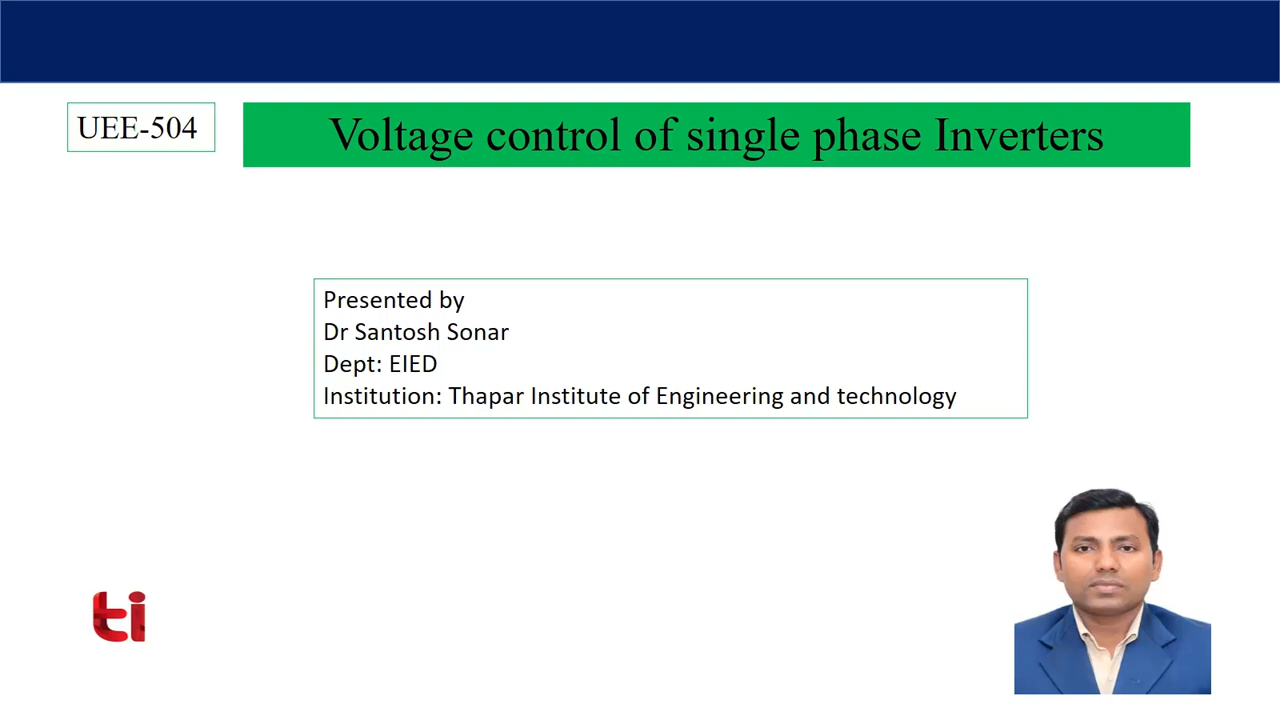 UEE-504
Voltage control of single phase Inverters
Presented by
Dr Santosh Sonar
Dept: EIED
Institution: Thapar Institute of Engineering and technology
ti